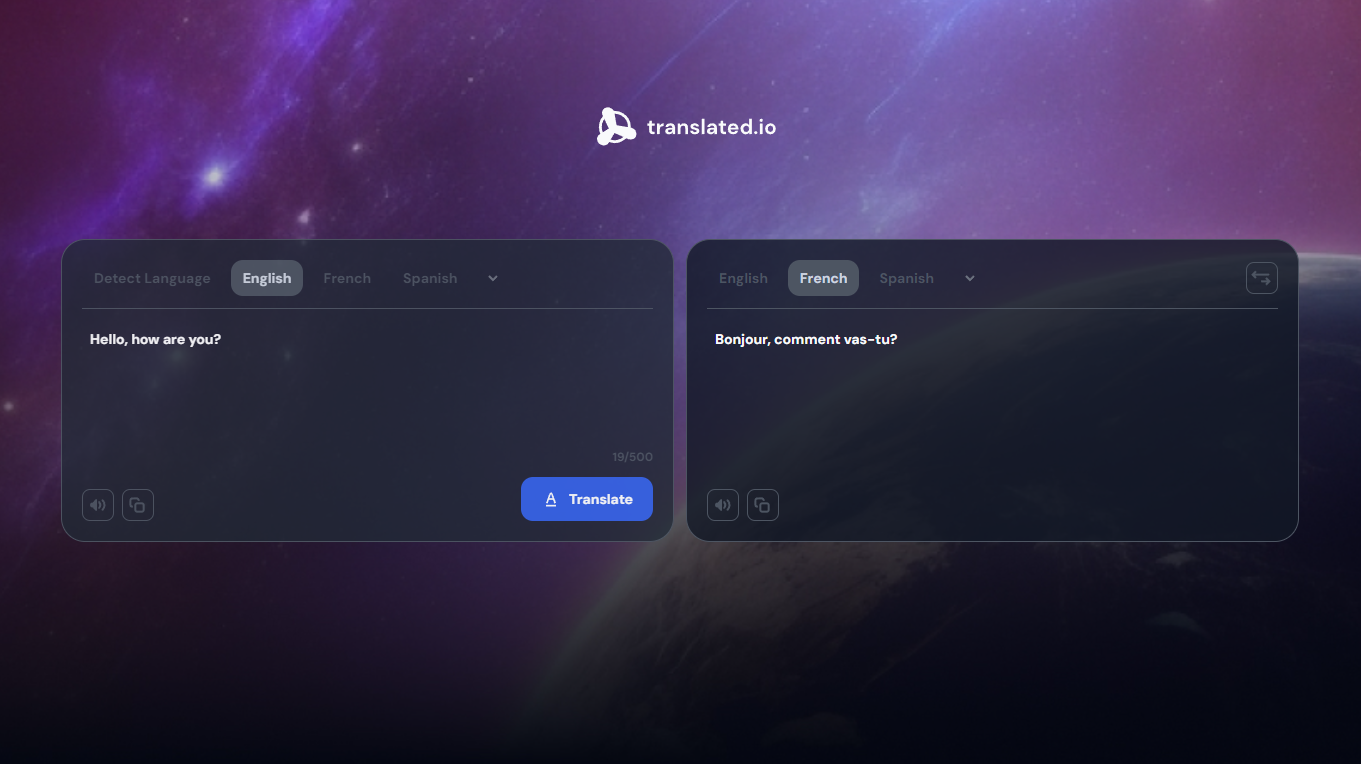 translated.io
Detect Language English French Spanish
Hello, how are you?
19/500
Translate
English French Spanish
Bonjour, comment vas-tu?